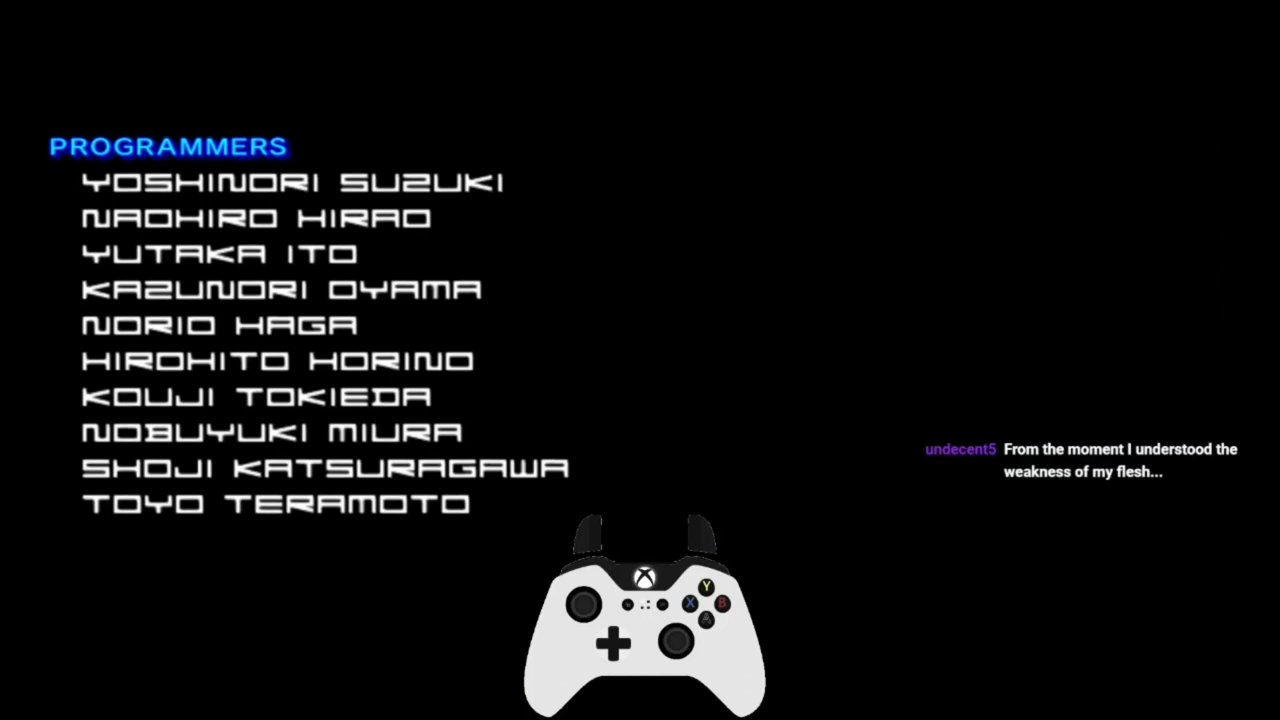 PROGRAMMERS
YOSHINORI SUZUKI
NAOHIRO HIRAO
YUTAKA ITO
KAZUNORI OYAMA
NORIO HAGA
HIROHITO HORINO
KOUJI TOKIEDA
NOBUYUKI MIURA
SHOJI KATSURAGAWA
TOYO TERAMOTO
undecent5 From the moment I understood the
weakness of my flesh...
Y
X B
A